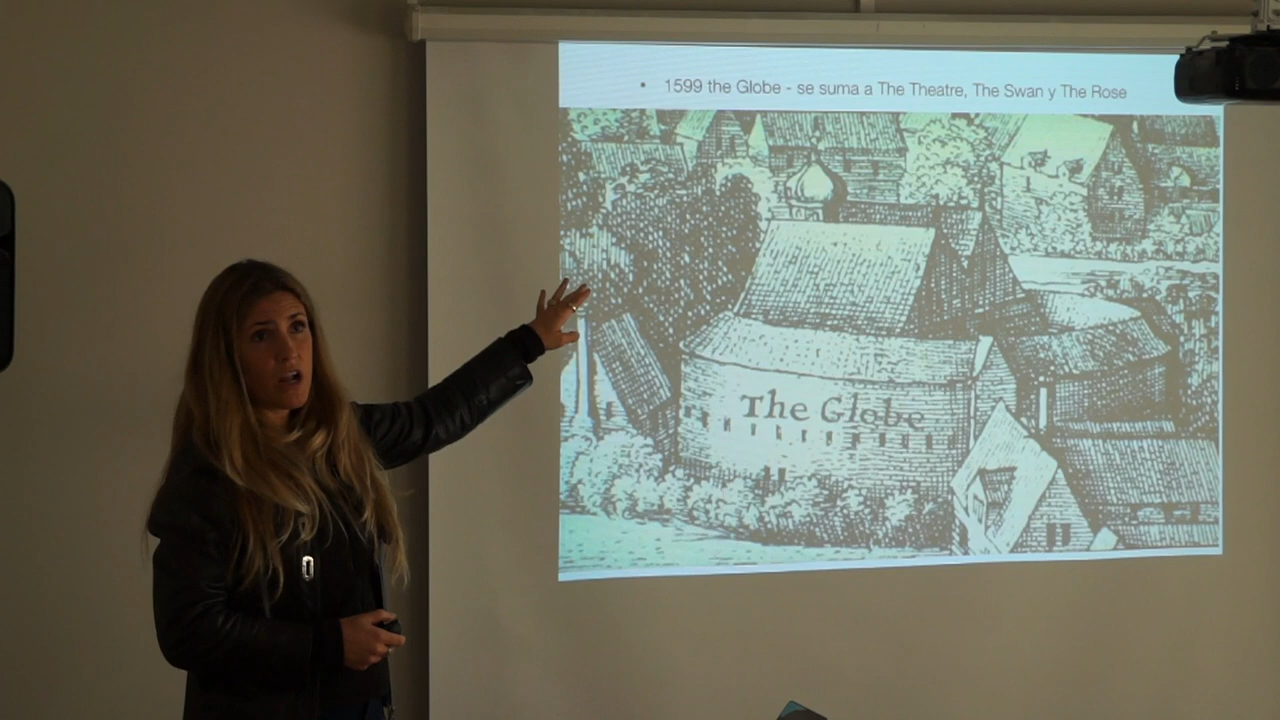 • 1599 the Globe - se suma a The Theatre, The Swan y The Rose
The Globe